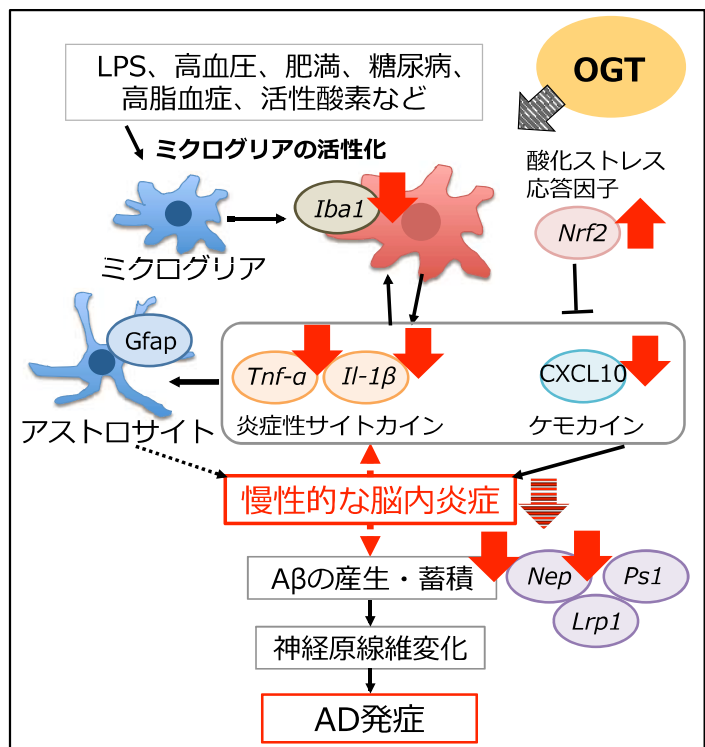 LPS、高血圧、肥満、糖尿病、
高脂血症、活性酸素など
OGT
ミクログリアの活性化
酸化ストレス
応答因子
Iba1
Nrf2
ミクログリア
Gfap
Tnf-α
Il-1β
CXCL10
アストロサイト
炎症性サイトカイン
ケモカイン
慢性的な脳内炎症
Aβの産生・蓄積
Nep
Ps1
Lrp1
神経原線維変化
AD発症